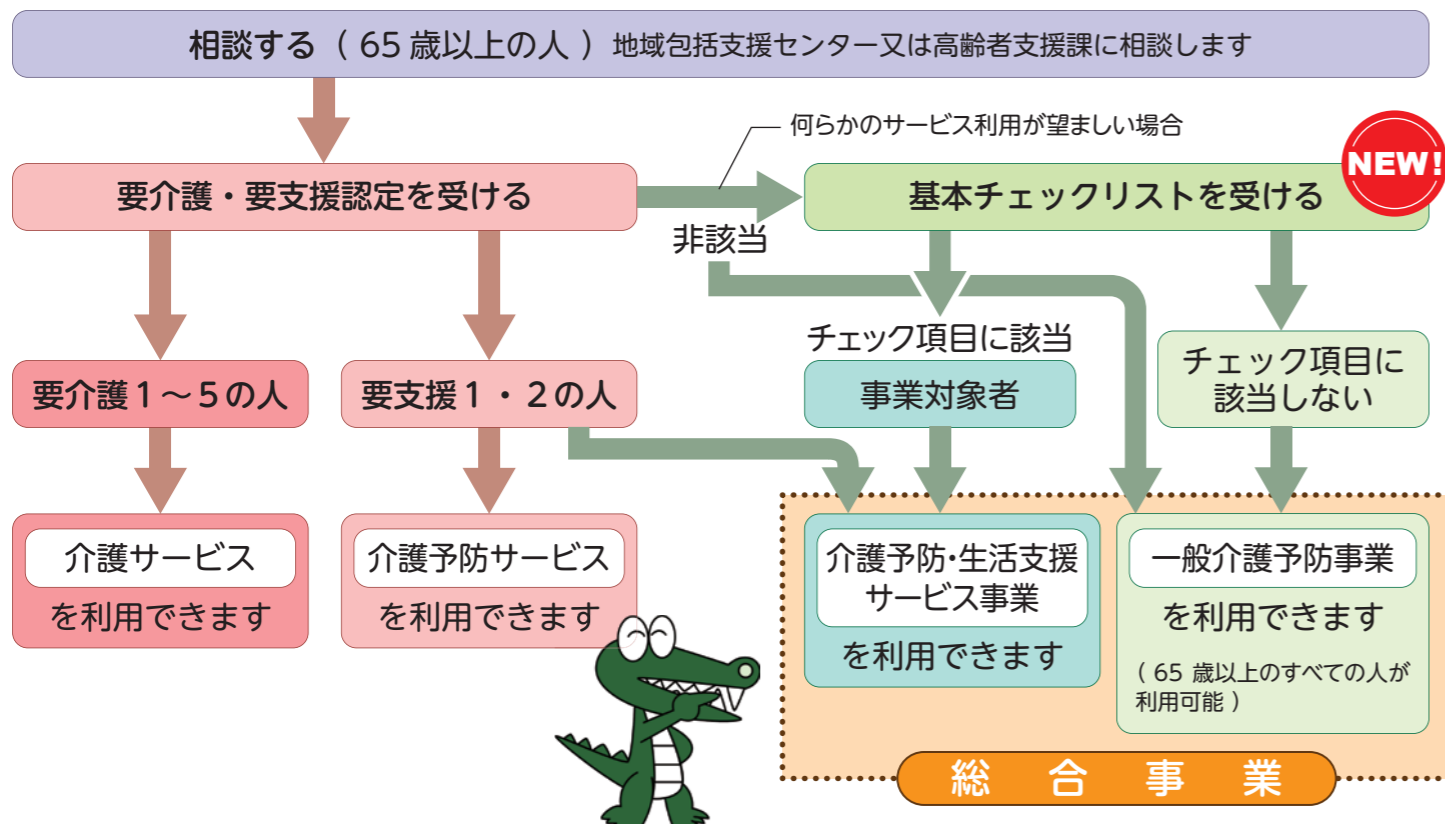 相談する ( 65 歳以上の人 ) 地域包括支援センター又は高齢者支援課に相談します
何らかのサービス利用が望ましい場合
NEW!
要介護・要支援認定を受ける
基本チェックリストを受ける
非該当
要介護1〜5の人
要支援1・2の人
チェック項目に該当
事業対象者
チェック項目に
該当しない
介護サービス
を利用できます
介護予防サービス
を利用できます
介護予防・生活支援
サービス事業
を利用できます
一般介護予防事業
を利用できます
( 65 歳以上のすべての人が
利用可能 )
総合事業